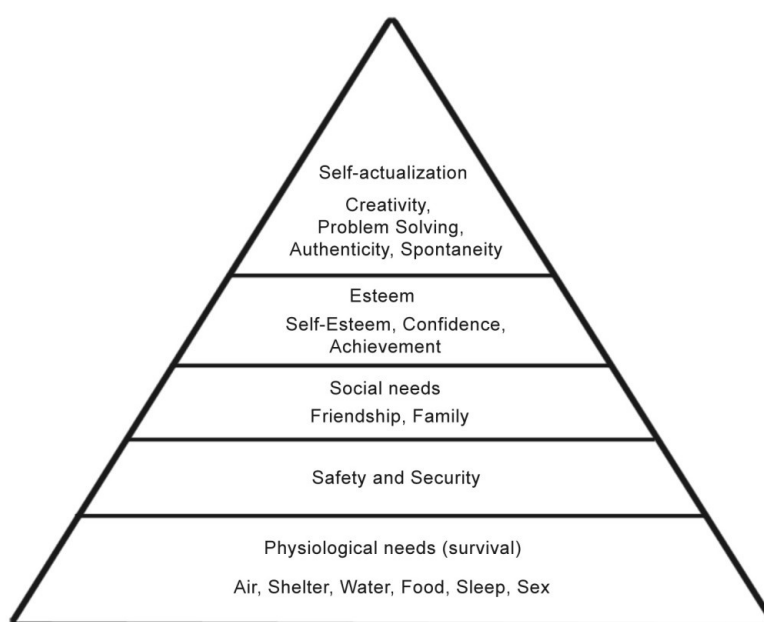 Self-actualization
Creativity,
Problem Solving,
Authenticity, Spontaneity
Esteem
Self-Esteem, Confidence,
Achievement
Social needs
Friendship, Family
Safety and Security
Physiological needs (survival)
Air, Shelter, Water, Food, Sleep, Sex